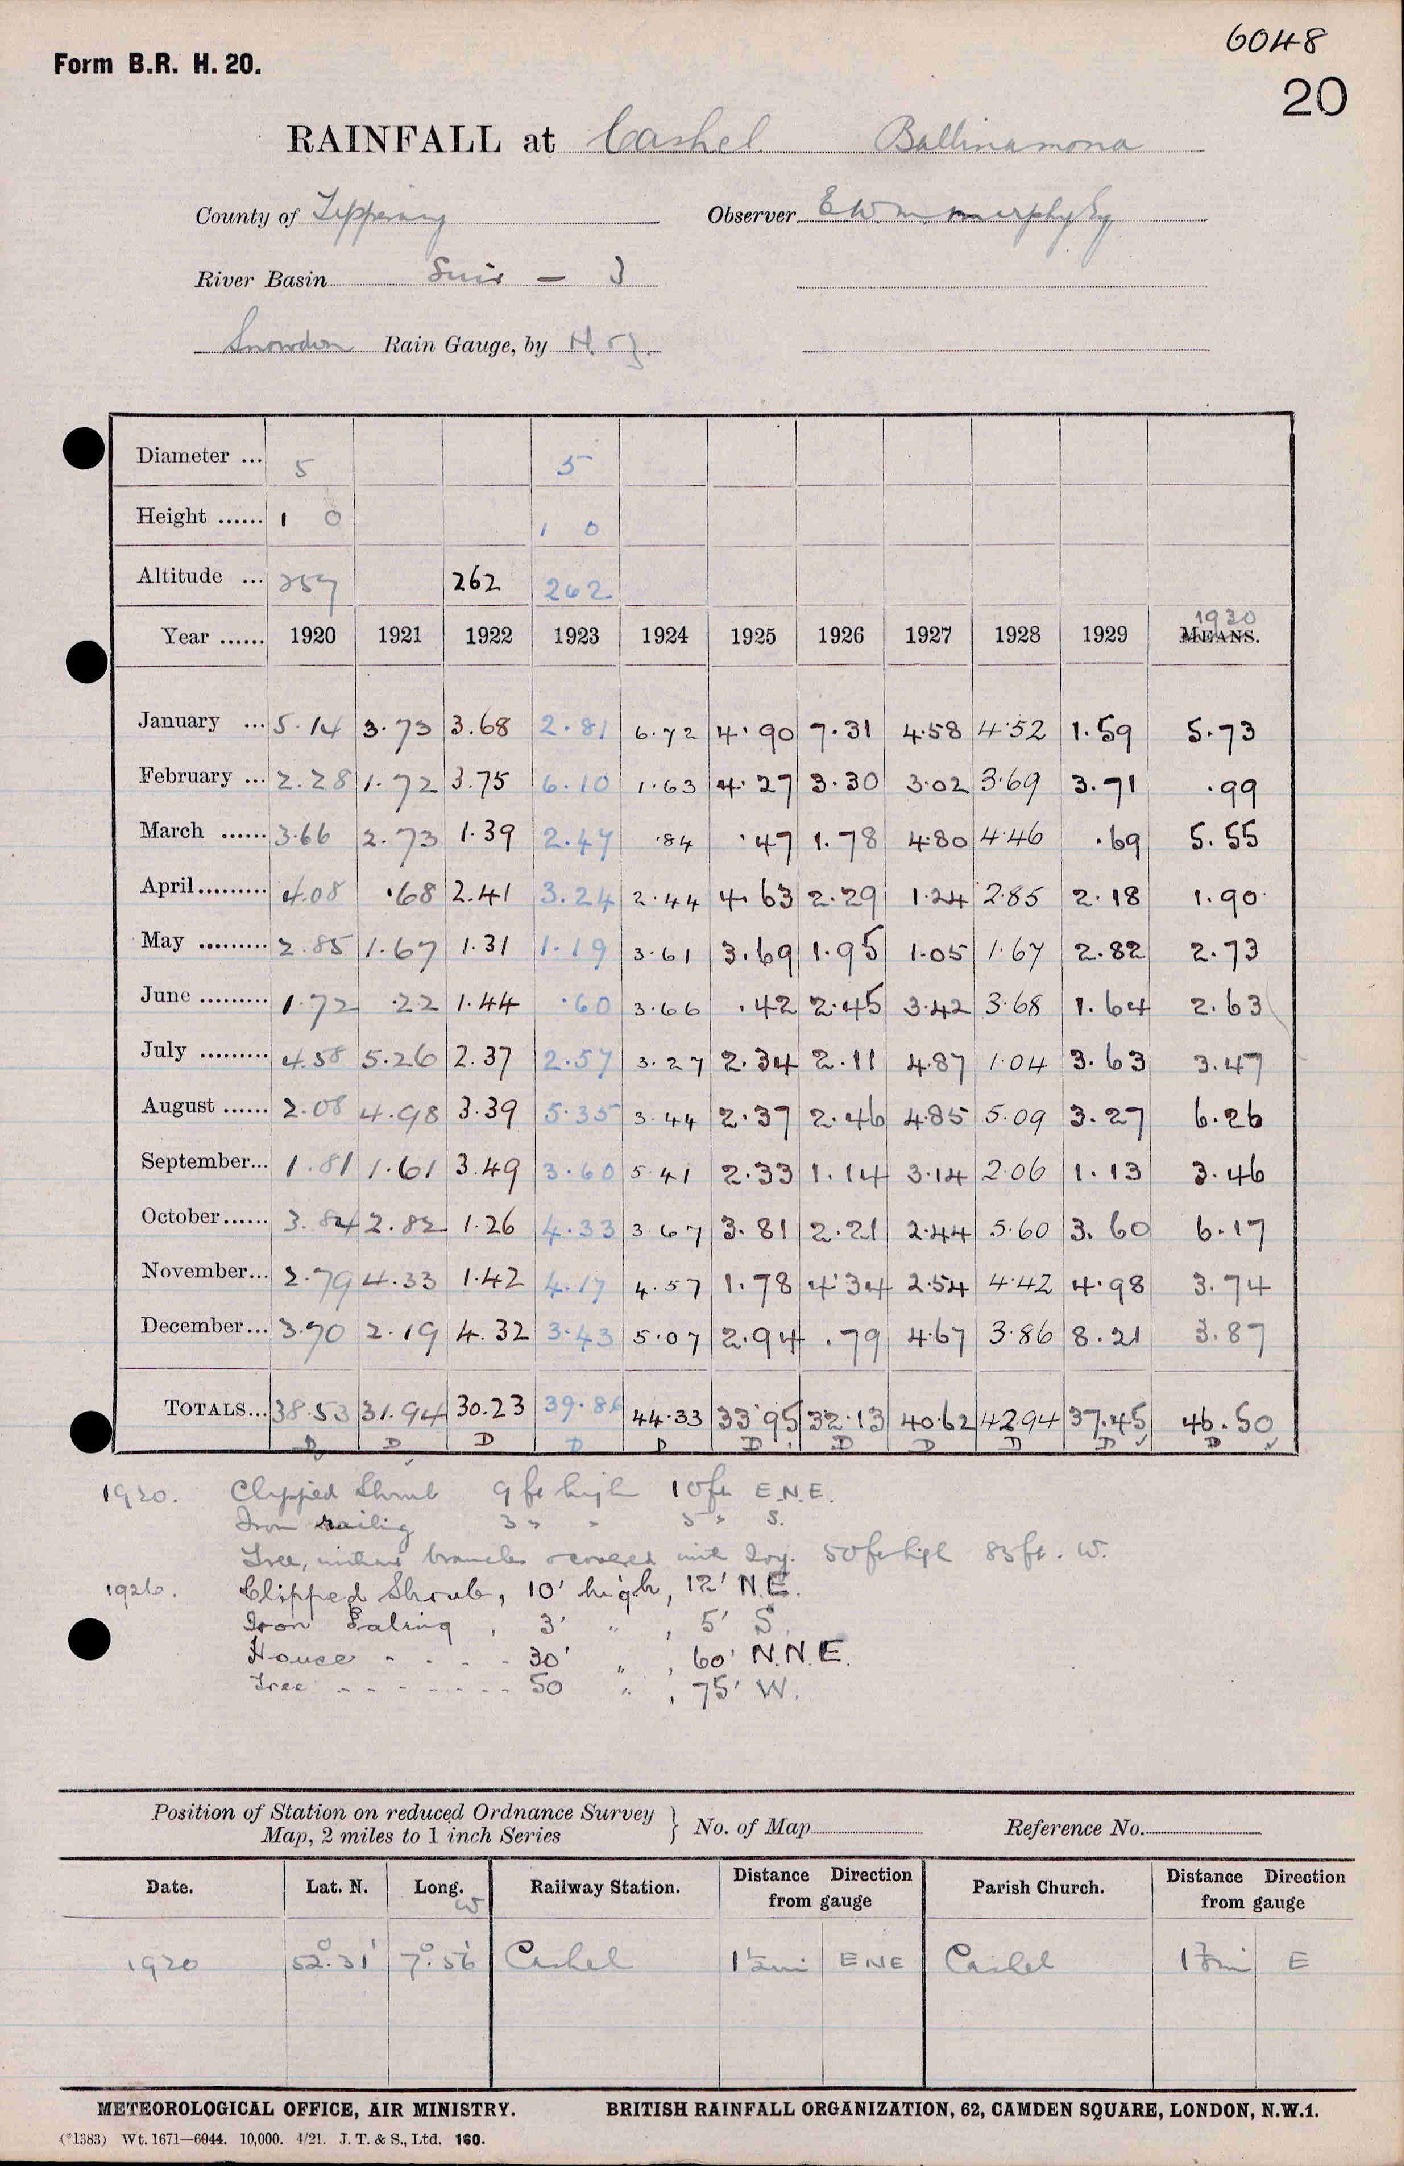 6048
Form B.R. H. 20.
20
RAINFALL at Cashel Ballinamona
County of Tipperary Observer E W M Murphy Esq
River Basin Suir — 3
Snowdon Rain Gauge, by
Diameter ... 5 5
Height ...... 1 0 1 0
Altitude ... 259 262 262
1930
Year ...... 1920 1921 1922 1923 1924 1925 1926 1927 1928 1929 MEANS.
January ... 5.14 3.73 3.68 2.81 6.72 4.90 7.31 4.58 4.52 1.59 5.73
February ... 2.28 1.72 3.75 6.10 1.63 4.27 3.30 3.02 3.69 3.71 .99
March ...... 3.66 2.73 1.39 2.47 .84 .47 1.78 4.80 4.46 .69 5.55
April ......... 4.08 .68 2.41 3.24 2.44 4.63 2.29 1.24 2.85 2.18 1.90
May ......... 2.85 1.67 1.31 1.19 3.61 3.69 1.95 1.05 1.67 2.82 2.73
June ......... 1.72 .22 1.44 .60 3.66 .42 2.45 3.42 3.68 1.64 2.63
July ......... 4.58 5.26 2.37 2.57 3.27 2.34 2.11 4.87 1.04 3.63 3.47
August ...... 2.08 4.98 3.39 5.35 3.44 2.37 2.46 4.85 5.09 3.27 6.26
September... 1.81 1.61 3.49 3.60 5.41 2.33 1.14 3.14 2.06 1.13 3.46
October...... 3.84 2.82 1.26 4.33 3.67 3.81 2.21 2.44 5.60 3.60 6.17
November... 2.79 4.33 1.42 4.17 4.57 1.78 4.34 2.54 4.42 4.98 3.74
December... 3.70 2.19 4.32 3.43 5.07 2.94 .79 4.67 3.86 8.21 3.87
TOTALS... 38.53 31.94 30.23 39.86 44.33 33.95 32.13 40.62 42.94 37.45 46.50
D D D D D D D D D D D
1920. Clipped Shrub 9 ft high 10 ft E.N.E.
Iron railing 3 " " 5 " S.
Tree, without branches covered with Ivy. 50 ft high 83 ft. W.
1926. Clipped Shrub, 10' high, 12' N.E.
Iron Paling , 3' " , 5' S.
House - - - - 30' " , 60' N.N.E.
Tree - - - - - - - 50 " , 75' W.
Position of Station on reduced Ordnance Survey
Map, 2 miles to 1 inch Series } No. of Map Reference No.
Date. Lat. N. Long. W Railway Station. Distance Direction from gauge Parish Church. Distance Direction from gauge
1920 52° 31' 7° 56' Cashel 1½ mi ENE Cashel E
METEOROLOGICAL OFFICE, AIR MINISTRY. BRITISH RAINFALL ORGANIZATION, 62, CAMDEN SQUARE, LONDON, N.W.1.
(*1383) Wt. 1671—6044. 10,000. 4/21. J. T. & S., Ltd. 160.